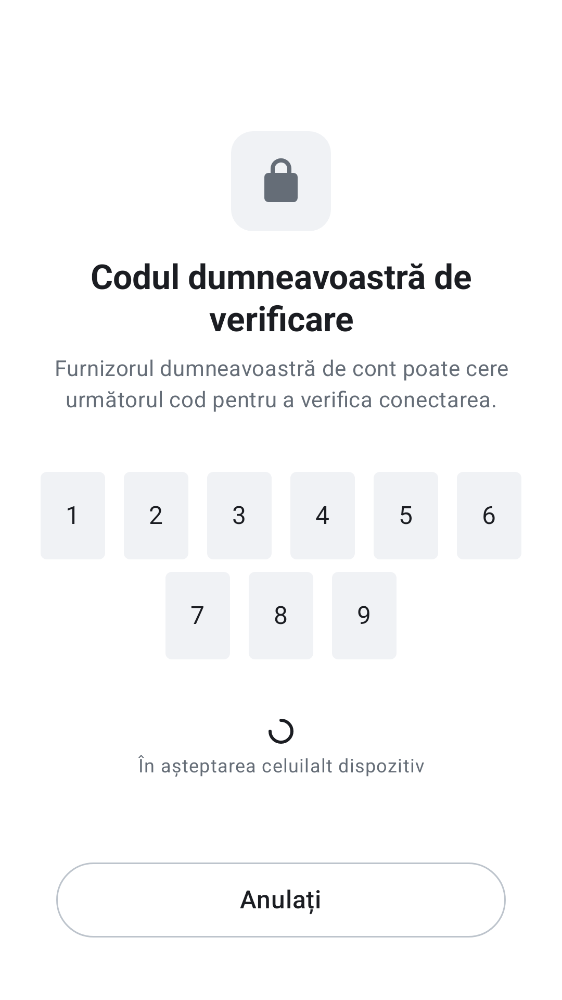 Codul dumneavoastră de
verificare
Furnizorul dumneavoastră de cont poate cere
următorul cod pentru a verifica conectarea.
1 2 3 4 5 6
7 8 9
În așteptarea celuilalt dispozitiv
Anulați